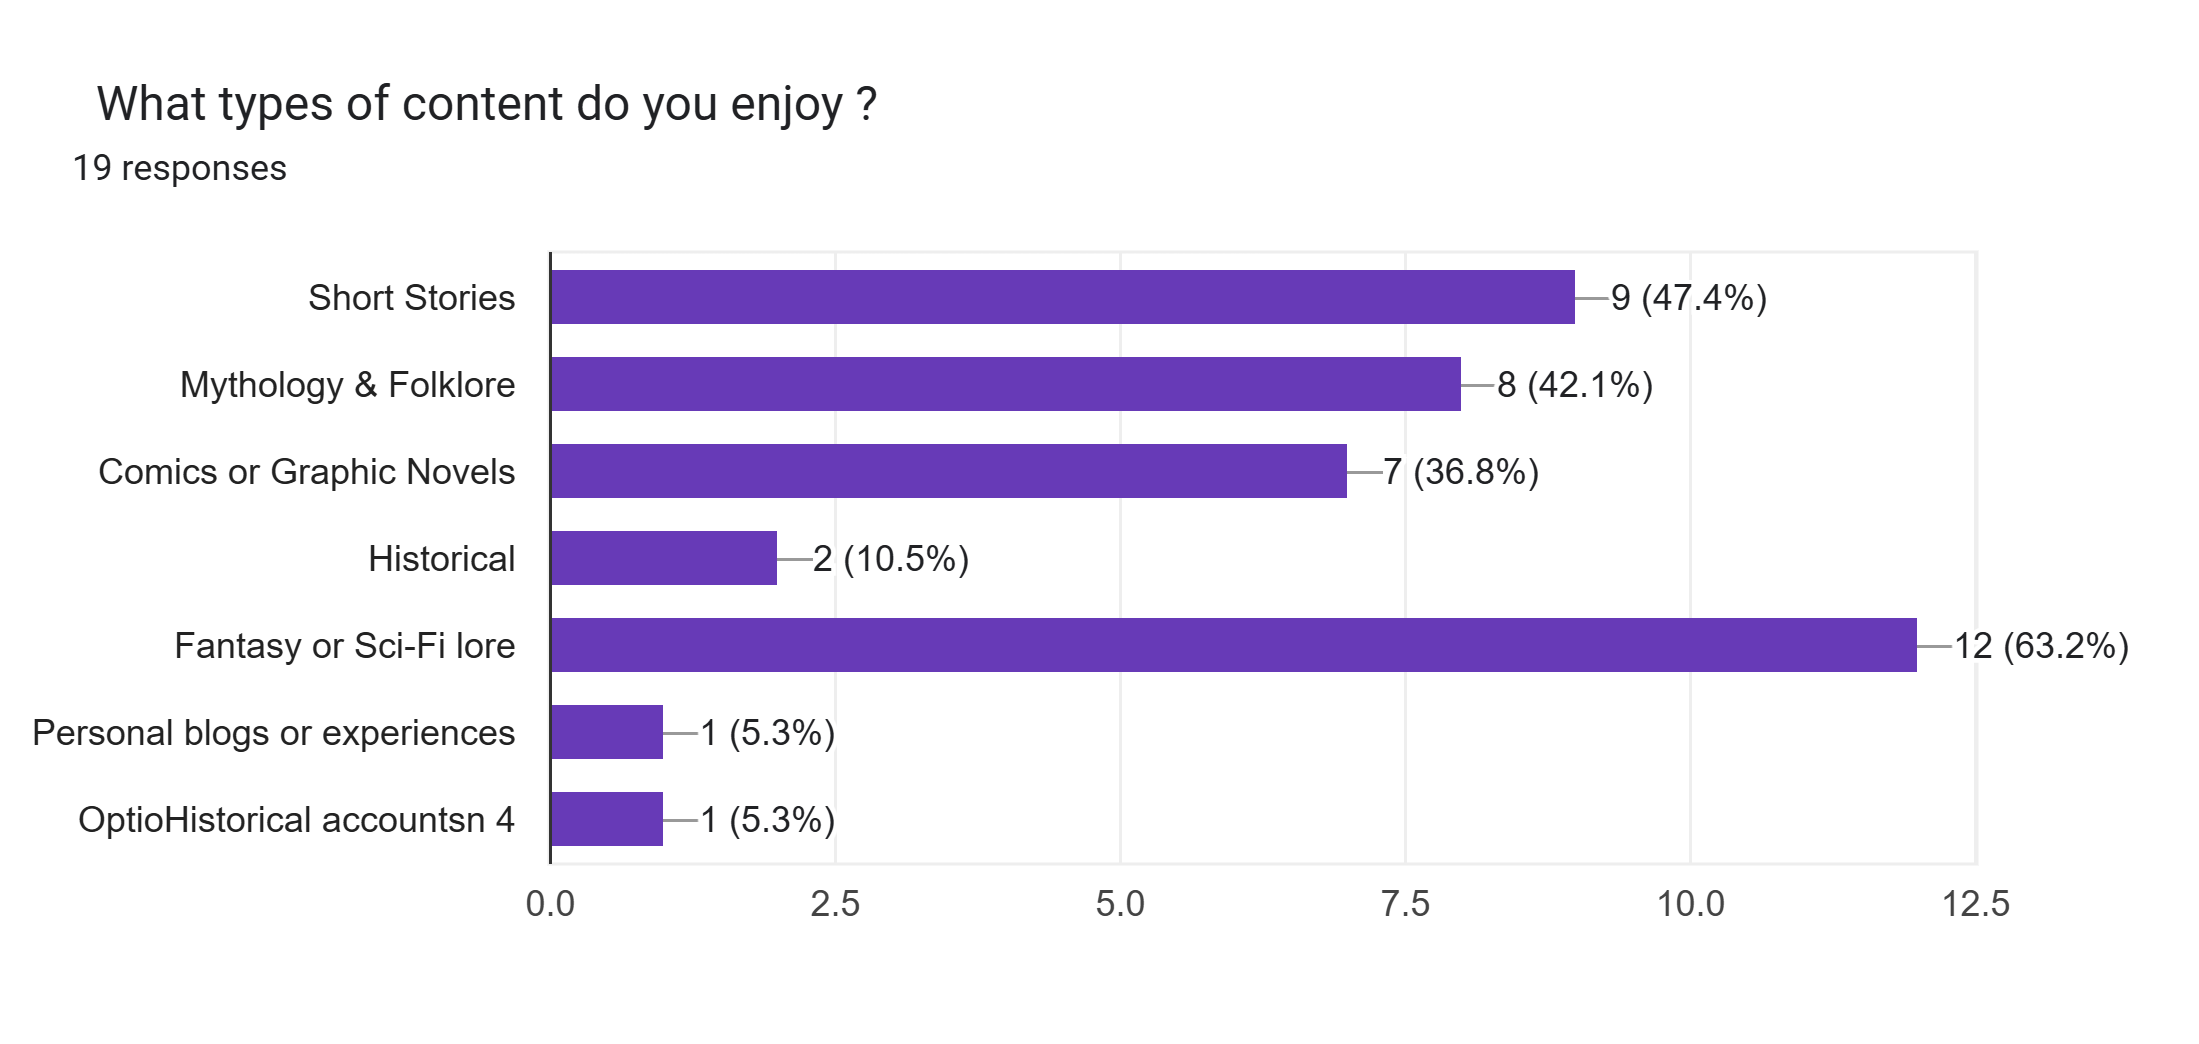 What types of content do you enjoy ?
19 responses
Short Stories 9 (47.4%)
Mythology & Folklore 8 (42.1%)
Comics or Graphic Novels 7 (36.8%)
Historical 2 (10.5%)
Fantasy or Sci-Fi lore 12 (63.2%)
Personal blogs or experiences 1 (5.3%)
OptioHistorical accountsn 4 1 (5.3%)
0.0 2.5 5.0 7.5 10.0 12.5